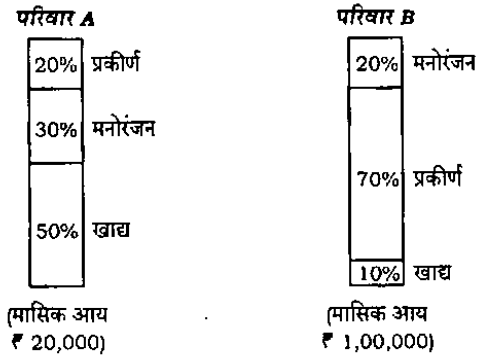 परिवार A
20% प्रकीर्ण
30% मनोरंजन
50% खाद्य
(मासिक आय
₹ 20,000)
परिवार B
20% मनोरंजन
70% प्रकीर्ण
10% खाद्य
(मासिक आय
₹ 1,00,000)